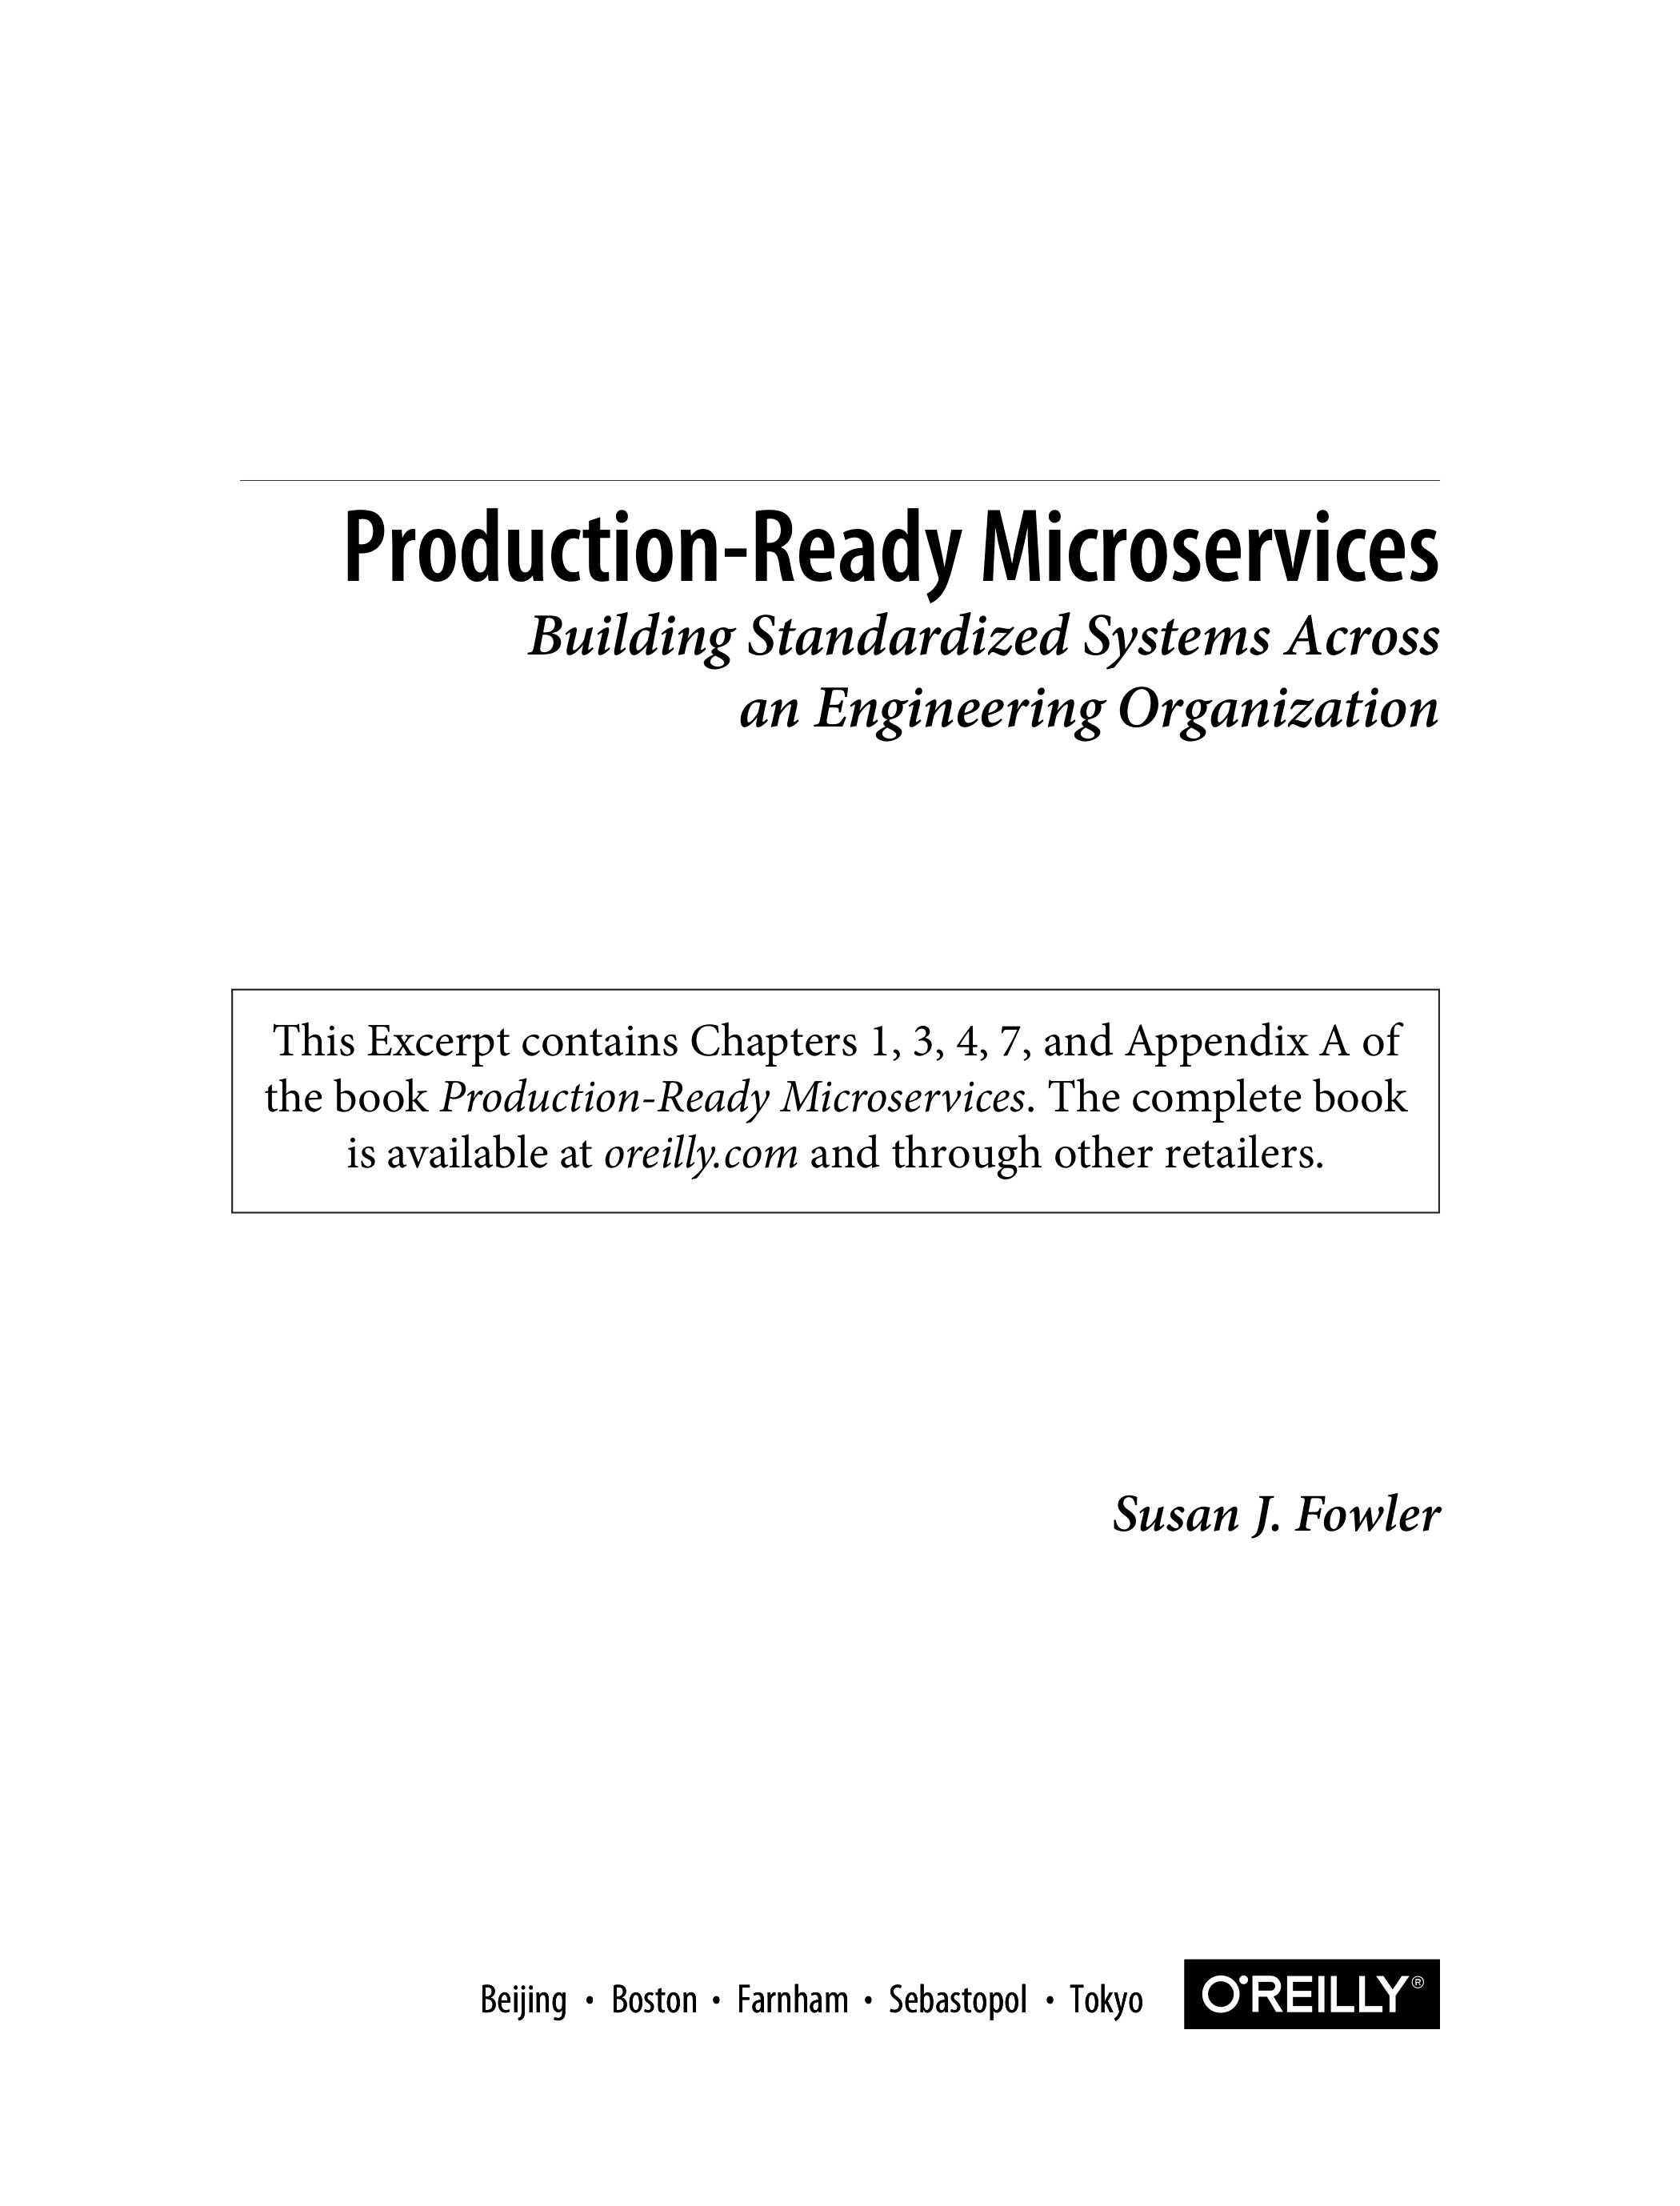 Production-Ready Microservices
Building Standardized Systems Across
an Engineering Organization
This Excerpt contains Chapters 1, 3, 4, 7, and Appendix A of
the book Production-Ready Microservices. The complete book
is available at oreilly.com and through other retailers.
Susan J. Fowler
Beijing • Boston • Farnham • Sebastopol • Tokyo O'REILLY®